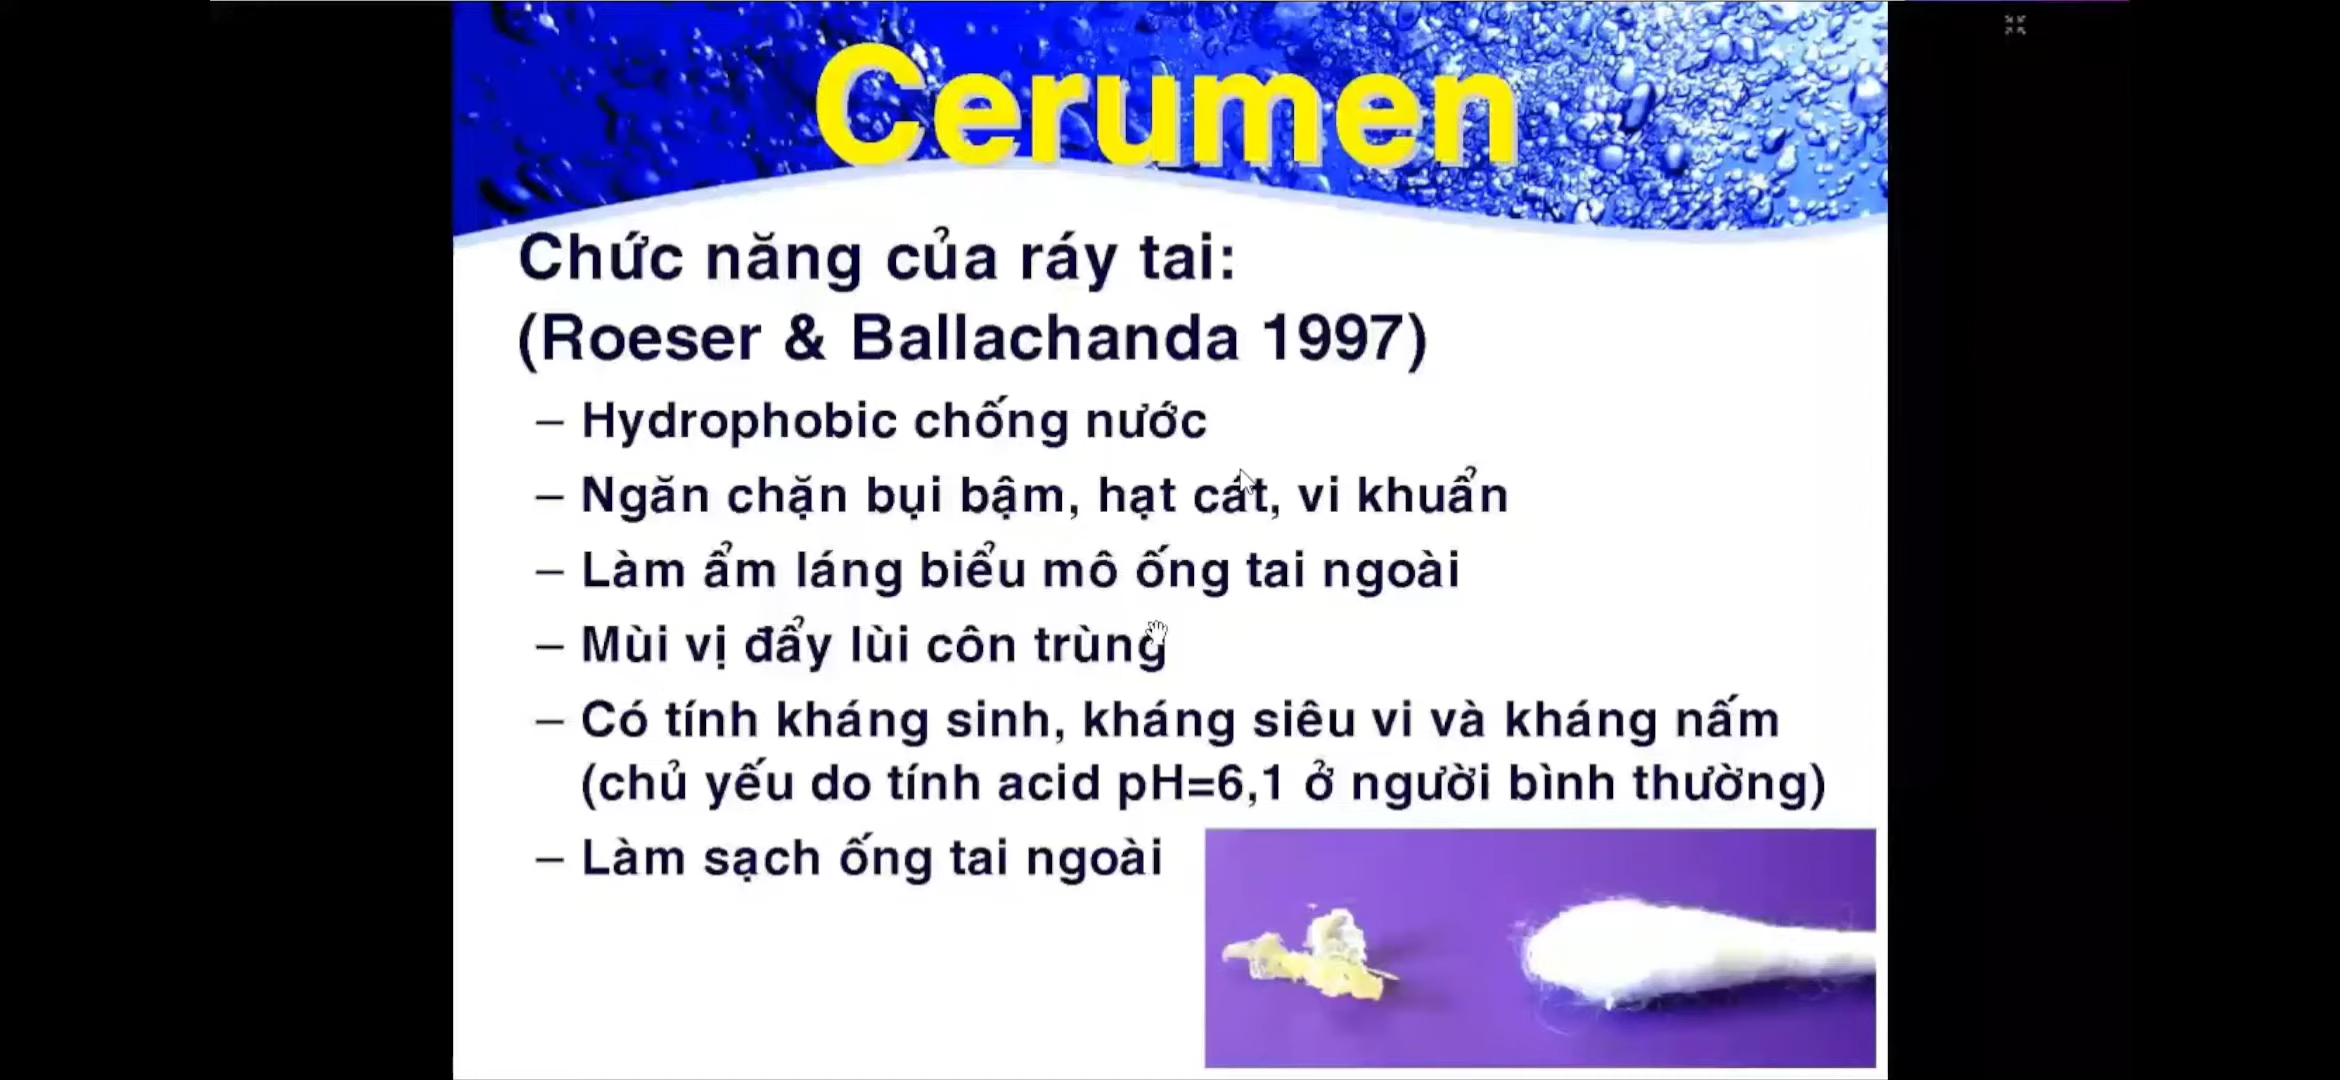 Cerumen
Chức năng của ráy tai:
(Roeser & Ballachanda 1997)
– Hydrophobic chống nước
– Ngăn chặn bụi bậm, hạt cát, vi khuẩn
– Làm ẩm láng biểu mô ống tai ngoài
– Mùi vị đẩy lùi côn trùng
– Có tính kháng sinh, kháng siêu vi và kháng nấm
(chủ yếu do tính acid pH=6,1 ở người bình thường)
– Làm sạch ống tai ngoài